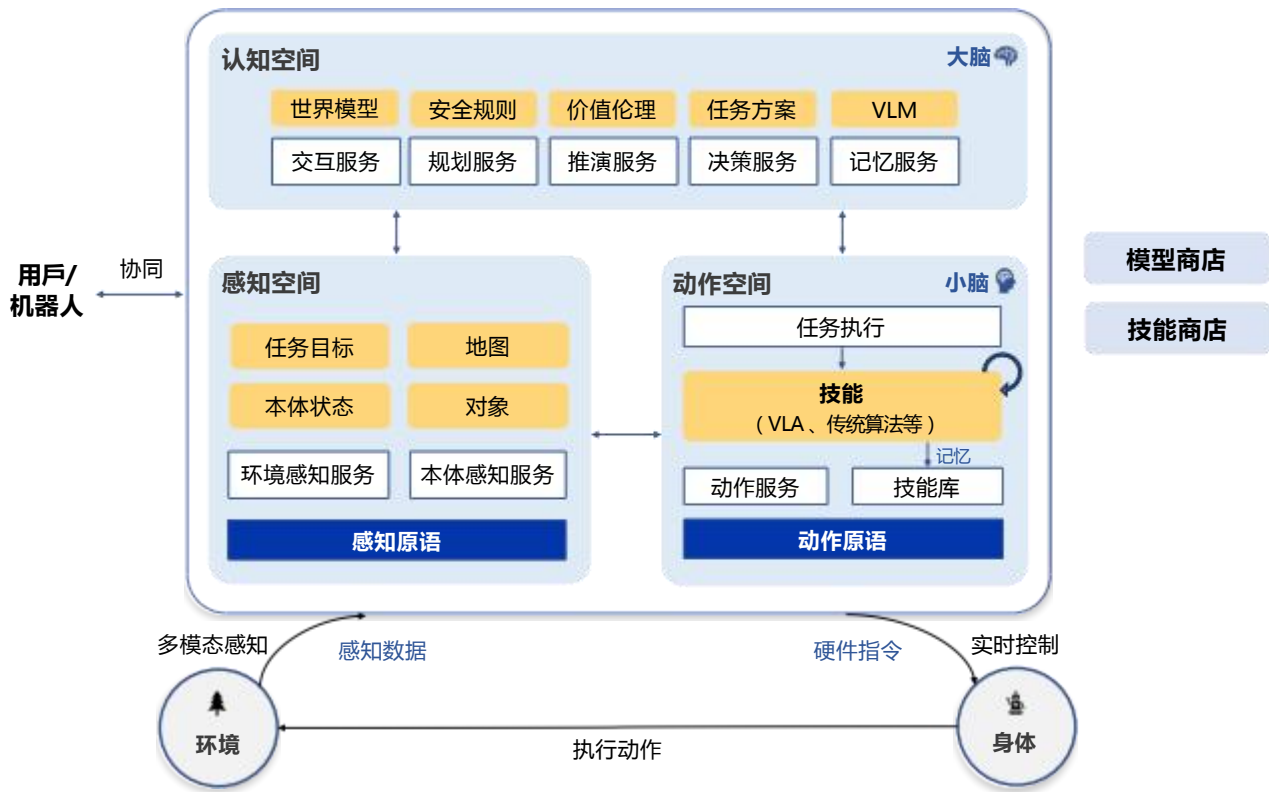 认知空间
大脑
世界模型
安全规则
价值伦理
任务方案
VLM
交互服务
规划服务
推演服务
决策服务
记忆服务
用戶/
机器人
协同
感知空间
任务目标
地图
本体状态
对象
环境感知服务
本体感知服务
感知原语
动作空间
小脑
任务执行
技能
（VLA、传统算法等）
记忆
动作服务
技能库
动作原语
模型商店
技能商店
多模态感知
感知数据
硬件指令
实时控制
环境
执行动作
身体